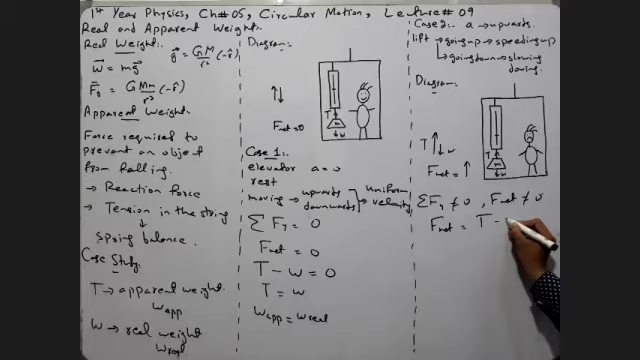 1st Year Physics, Ch#05, Circular Motion, Lecture #09
Real and Apparent Weight:.
Real Weight:. g = GM/r² (-r̂)
W = mg
Fg = GMm/r² (-r̂)
Apparent Weight:
Force required to
prevent an object
from falling.
→ Reaction force
→ Tension in the string
↓
Spring balance.
Case Study:
T → apparent weight.
Wapp
W → real weight
Wreal
Diagram:.
T
m
↓w
Fnet=0
Case 1:.
elevator a = 0
rest
moving → upwards → uniform
downwards velocity
∑ Fy = 0
Fnet = 0
T - w = 0
T = w
Wapp = Wreal
Case 2:. a → upwards.
lift → going up → speeding up
→ going down → slowing
down.
Diagram:.
T↑↓w
T
m
↓w
Fnet = ↑
∑Fy ≠ 0, Fnet ≠ 0
Fnet = T -